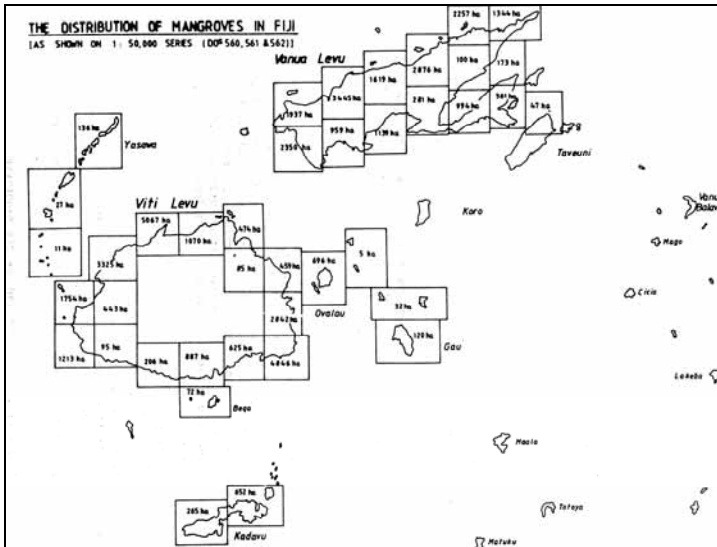 THE DISTRIBUTION OF MANGROVES IN FIJI
[AS SHOWN ON 1: 50,000 SERIES (DOS 560, 561 & 562)]
Vanua Levu
2257 ha
1344 ha
1619 ha
2876 ha
100 ha
173 ha
1937 ha
3445 ha
281 ha
994 ha
47 ha
2350 ha
959 ha
1139 ha
Taveuni
136 ha
Yasawa
27 ha
11 ha
Viti Levu
5067 ha
1070 ha
474 ha
Koro
3325 ha
85 ha
459 ha
696 ha
5 ha
Mago
1754 ha
443 ha
2842 ha
Ovalau
52 ha
Cicia
1213 ha
95 ha
206 ha
887 ha
625 ha
4046 ha
120 ha
Gau
Lakeba
72 ha
Beqa
Moala
652 ha
265 ha
Kadavu
Totoya
Matuku